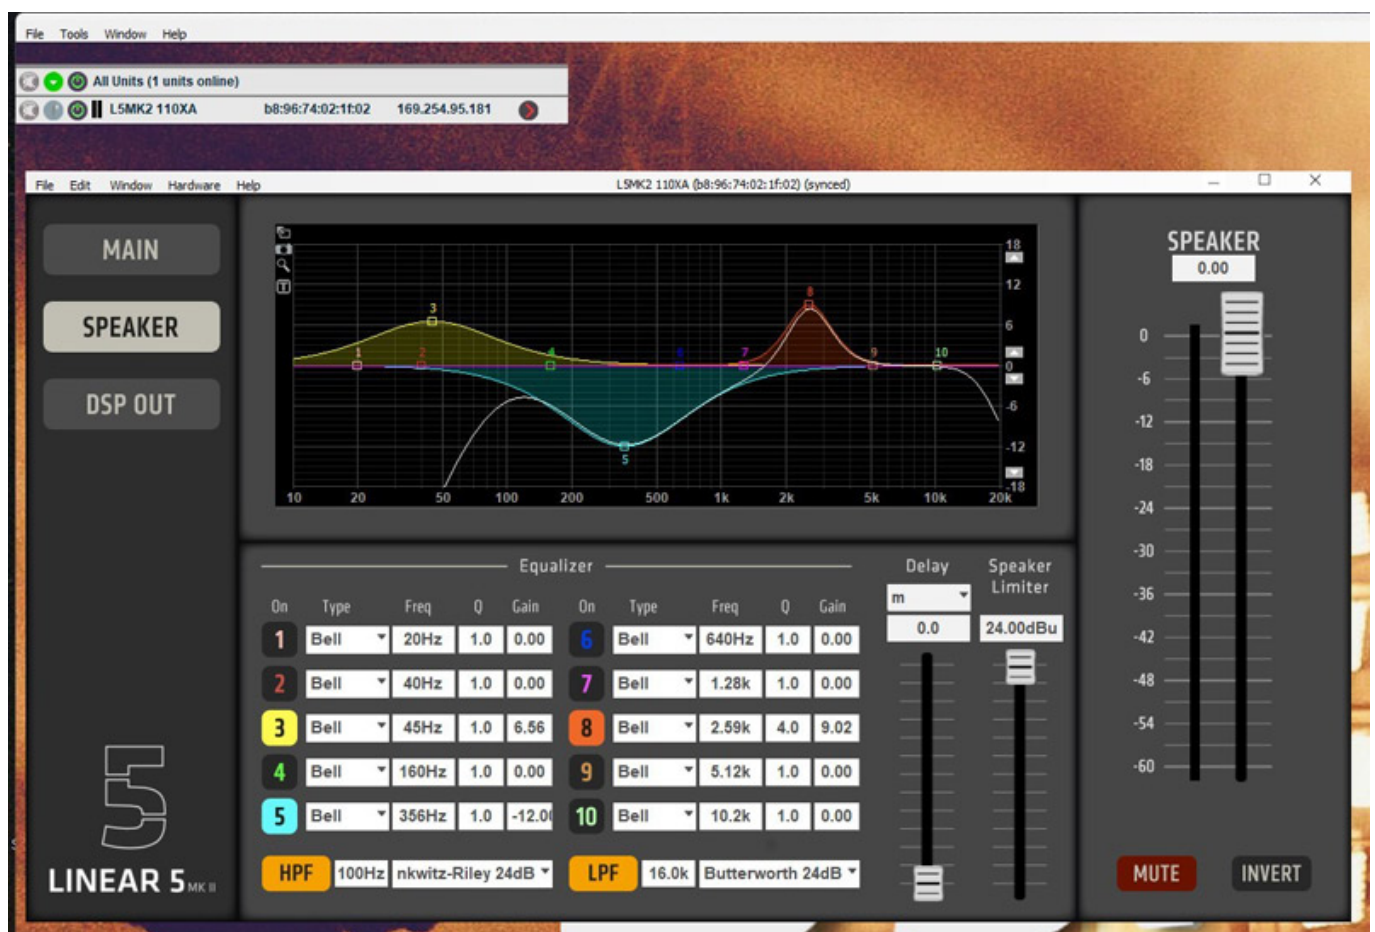 File Tools Window Help
All Units (1 units online)
L5MK2 110XA b8:96:74:02:1f:02 169.254.95.181
File Edit Window Hardware Help L5MK2 110XA (b8:96:74:02:1f:02) (synced)
MAIN
SPEAKER
DSP OUT
5
LINEAR 5 MK II
T
18
12
6
0
-6
-12
-18
1 2 3 4 5 6 7 8 9 10
10 20 50 100 200 500 1k 2k 5k 10k 20k
Equalizer
On Type Freq Q Gain On Type Freq Q Gain
1 Bell 20Hz 1.0 0.00 6 Bell 640Hz 1.0 0.00
2 Bell 40Hz 1.0 0.00 7 Bell 1.28k 1.0 0.00
3 Bell 45Hz 1.0 6.56 8 Bell 2.59k 4.0 9.02
4 Bell 160Hz 1.0 0.00 9 Bell 5.12k 1.0 0.00
5 Bell 356Hz 1.0 -12.00 10 Bell 10.2k 1.0 0.00
HPF 100Hz nkwitz-Riley 24dB LPF 16.0k Butterworth 24dB
Delay
m
0.0
Speaker
Limiter
24.00dBu
SPEAKER
0.00
0
-6
-12
-18
-24
-30
-36
-42
-48
-54
-60
MUTE INVERT